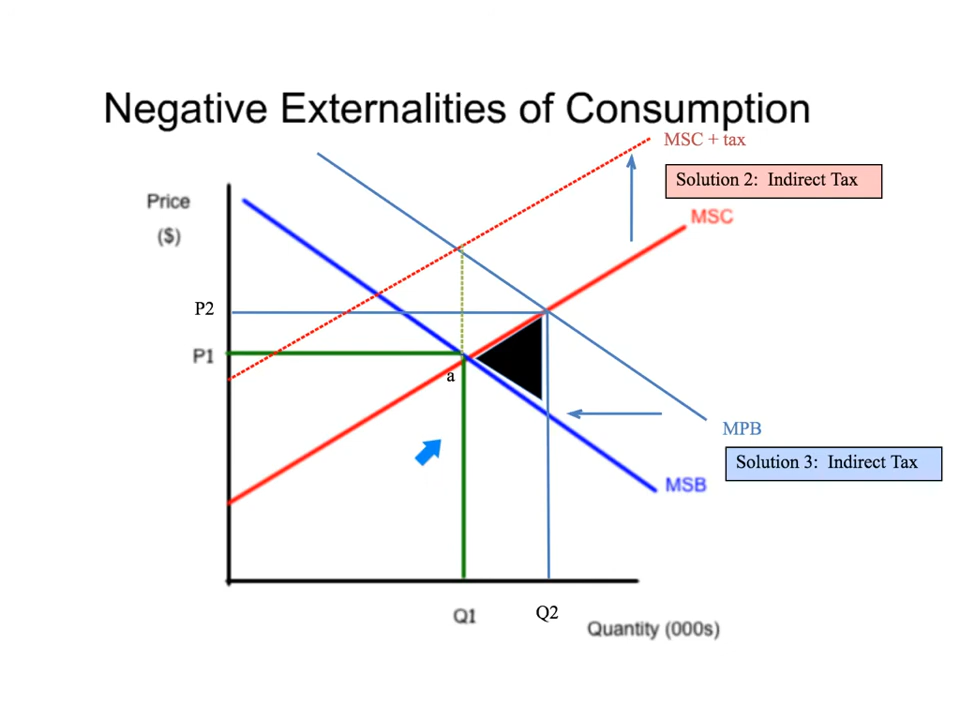 Negative Externalities of Consumption
MSC + tax
Solution 2: Indirect Tax
Price
($)
MSC
P2
P1
a
MPB
Solution 3: Indirect Tax
MSB
Q1
Q2
Quantity (000s)